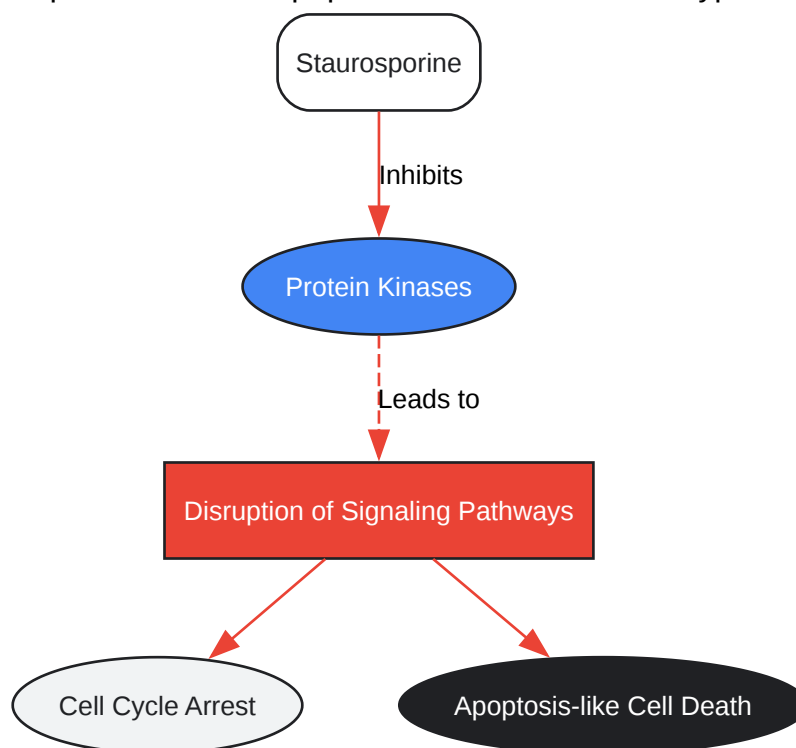 Staurosporine
Inhibits
Protein Kinases
Leads to
Disruption of Signaling Pathways
Cell Cycle Arrest
Apoptosis-like Cell Death